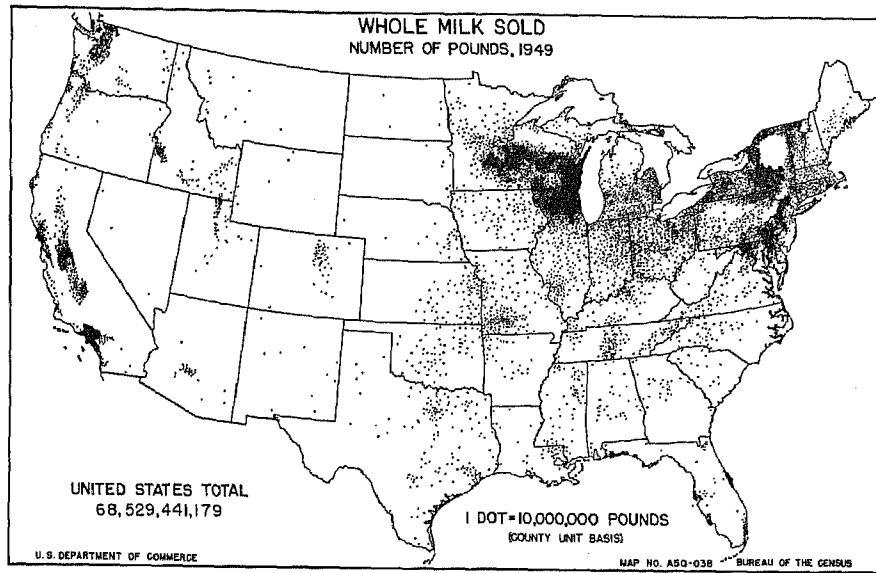 WHOLE MILK SOLD
NUMBER OF POUNDS, 1949
UNITED STATES TOTAL
68,529,441,179
1 DOT=10,000,000 POUNDS
(COUNTY UNIT BASIS)
U. S. DEPARTMENT OF COMMERCE
MAP NO. A50-038
BUREAU OF THE CENSUS